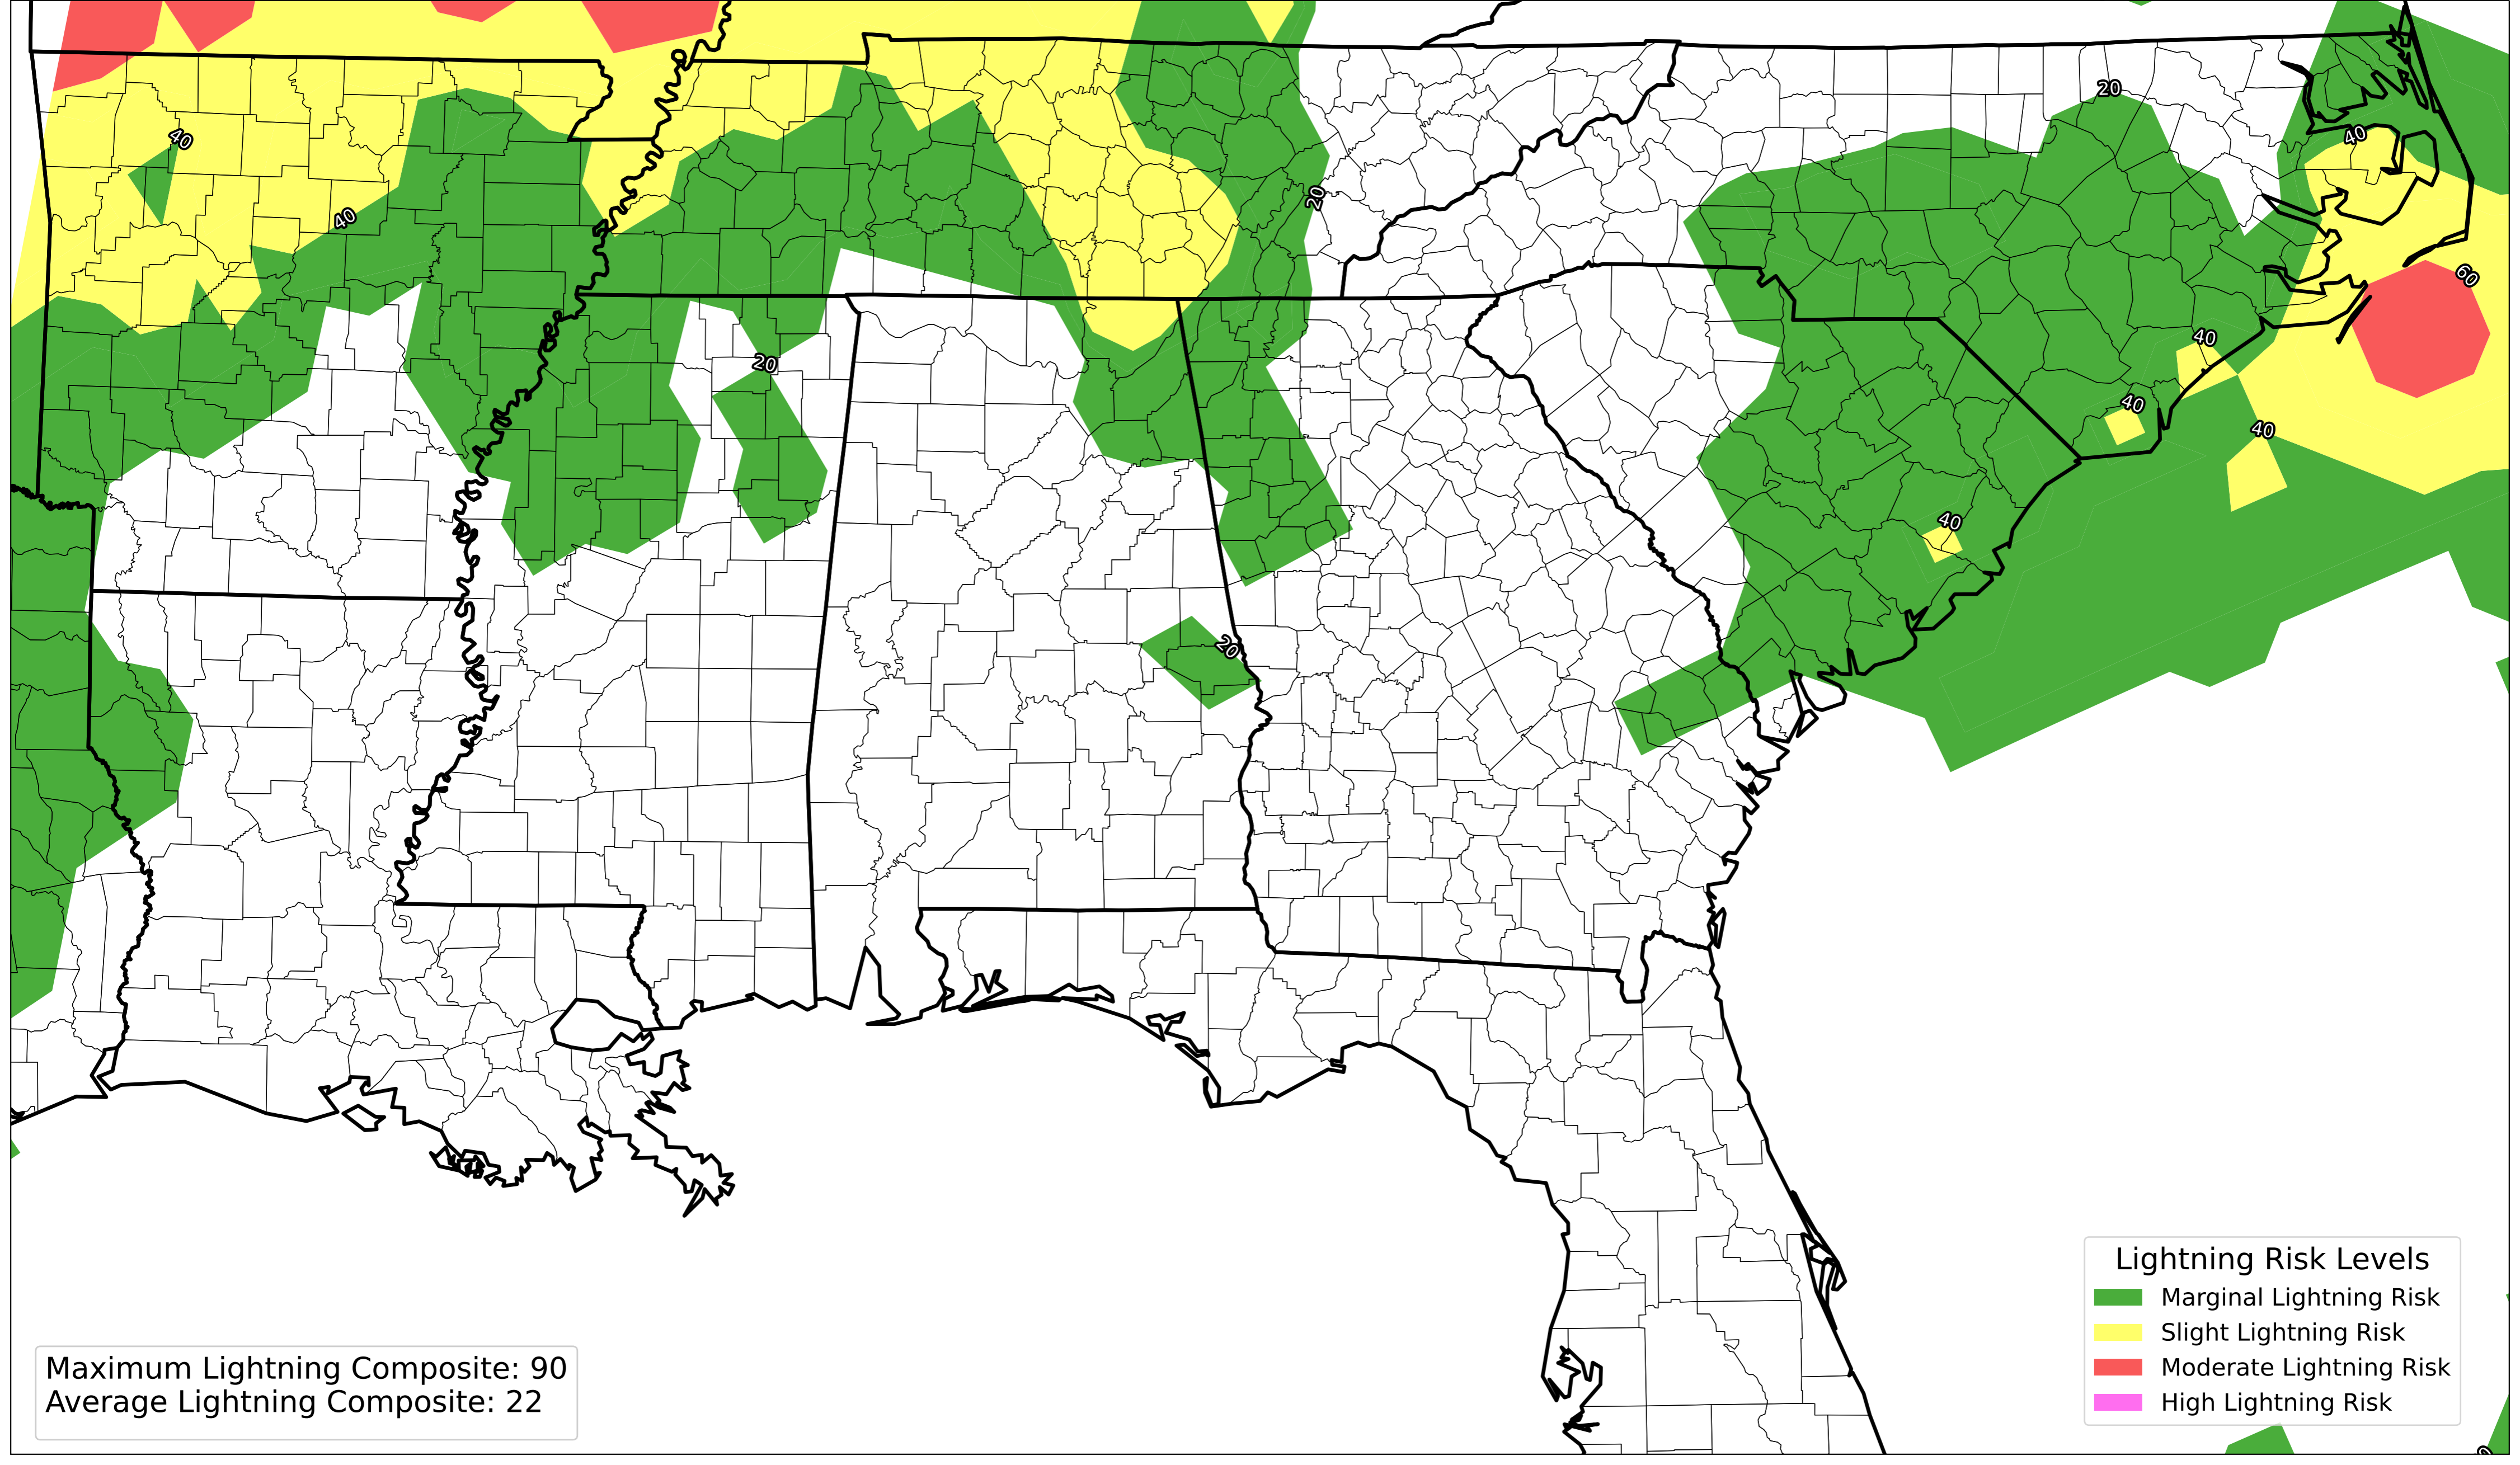 20
40
40
40
20
60
40
20
40
40
40
20
Lightning Risk Levels
Marginal Lightning Risk
Slight Lightning Risk
Moderate Lightning Risk
High Lightning Risk
Maximum Lightning Composite: 90
Average Lightning Composite: 22